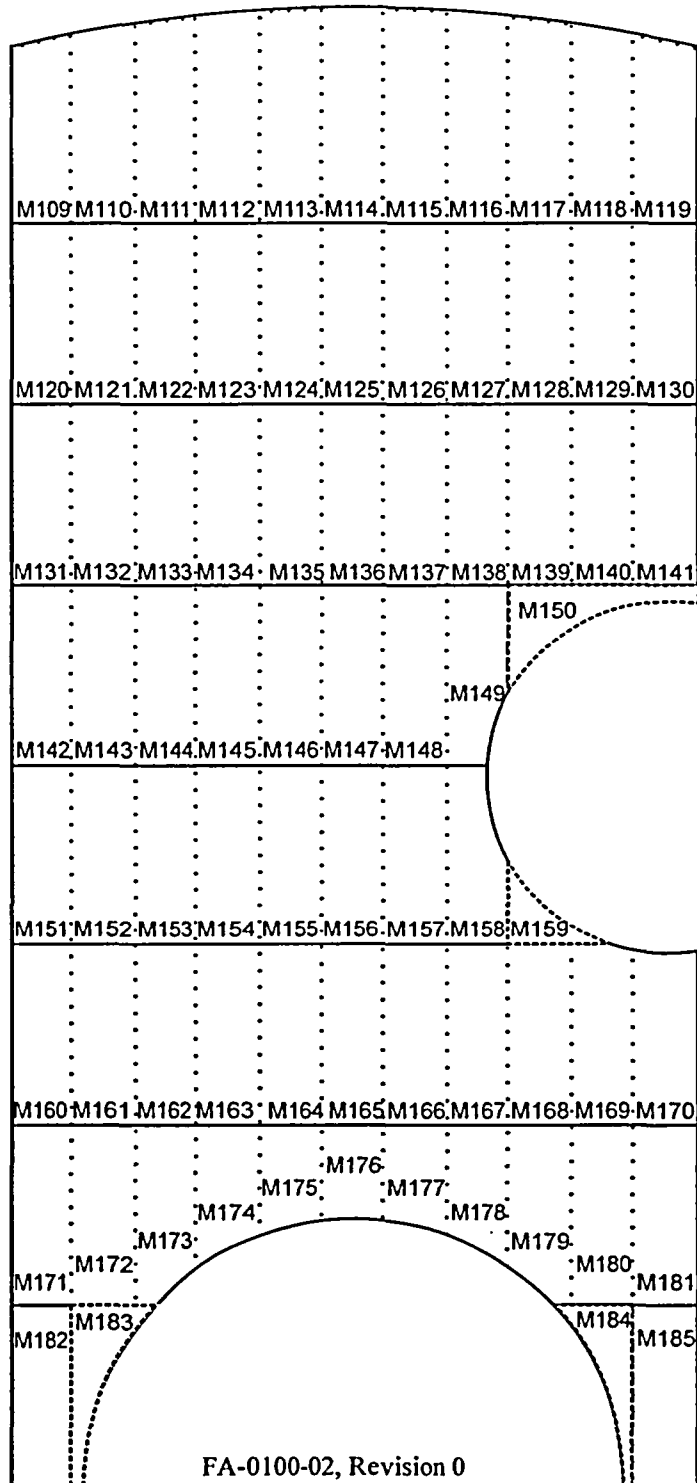 M109 M110 M111 M112 M113 M114 M115 M116 M117 M118 M119
M120 M121 M122 M123 M124 M125 M126 M127 M128 M129 M130
M131 M132 M133 M134 M135 M136 M137 M138 M139 M140 M141
M150
M149
M142 M143 M144 M145 M146 M147 M148
M151 M152 M153 M154 M155 M156 M157 M158 M159
M160 M161 M162 M163 M164 M165 M166 M167 M168 M169 M170
M176
M175 M177
M174 M178
M173 M179
M172 M180
M171 M181
M183 M184
M182 M185
FA-0100-02, Revision 0